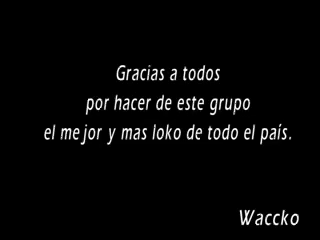 Gracias a todos
por hacer de este grupo
el mejor y mas loko de todo el país.
Waccko